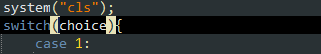 system("cls");
switch(choice){
case 1: